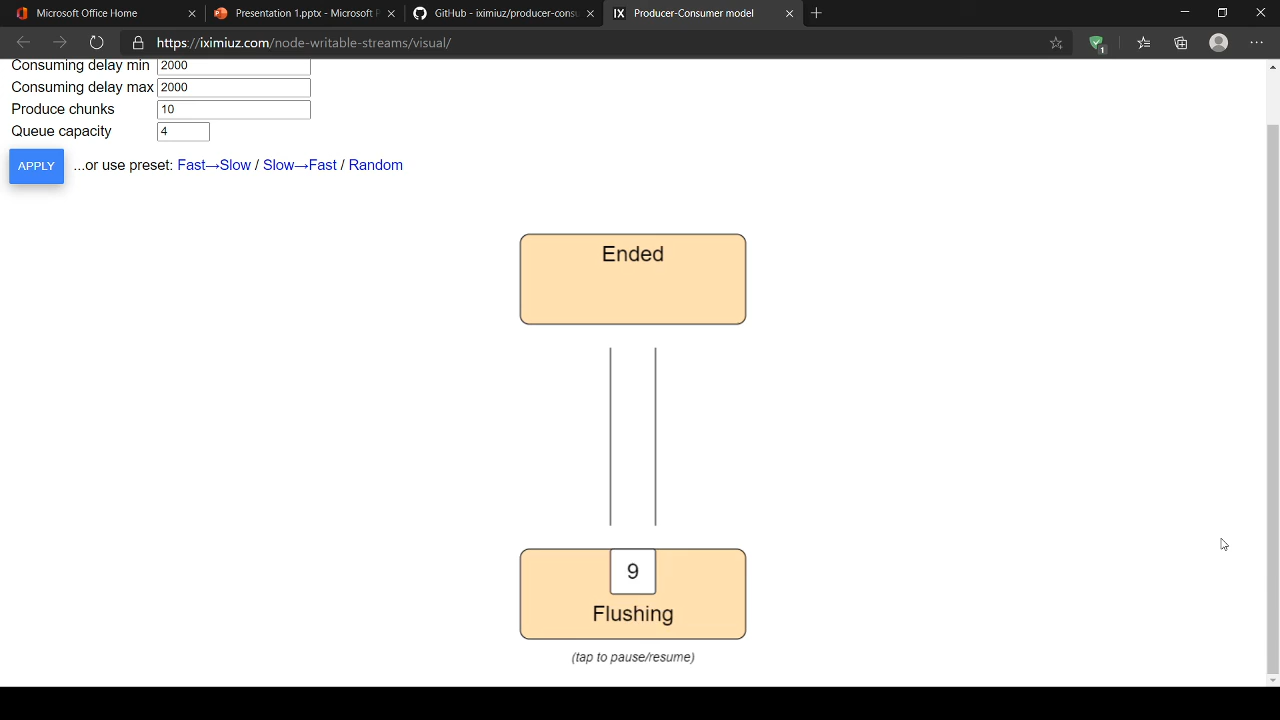 Microsoft Office Home
Presentation 1.pptx - Microsoft P
GitHub - iximiuz/producer-consu
IX Producer-Consumer model
https://iximiuz.com/node-writable-streams/visual/
1
Consuming delay min 2000
Consuming delay max 2000
Produce chunks 10
Queue capacity 4
APPLY ...or use preset: Fast→Slow / Slow→Fast / Random
Ended
9
Flushing
(tap to pause/resume)